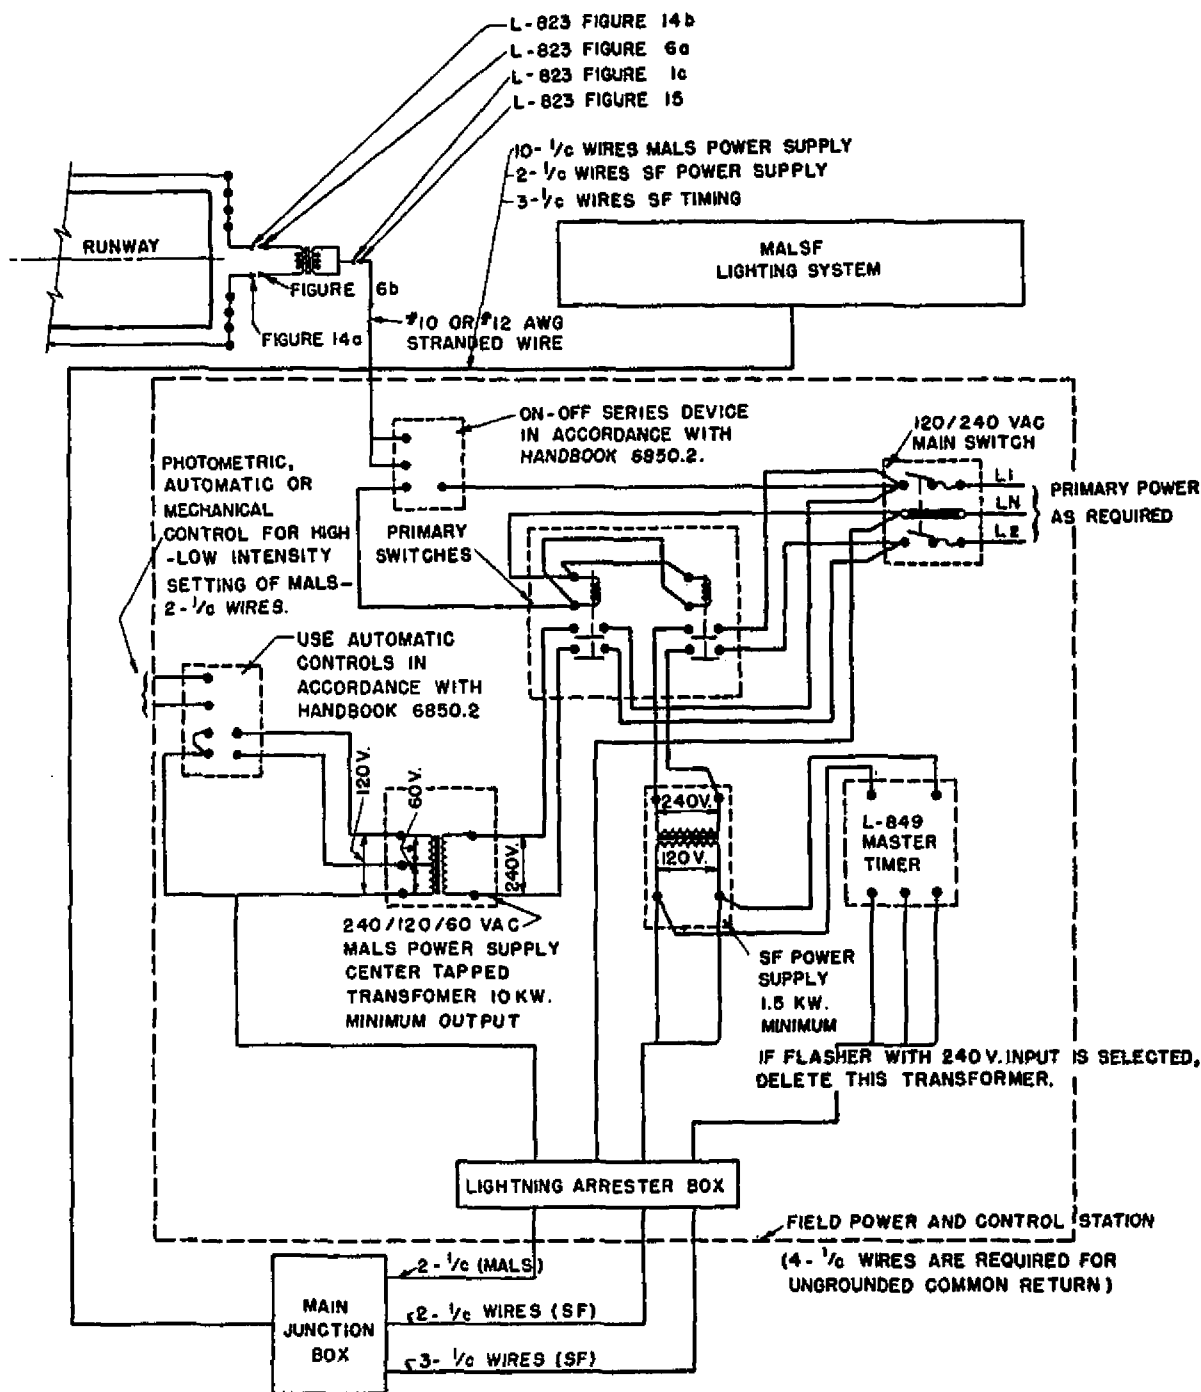 L-823 FIGURE 14b
L-823 FIGURE 6a
L-823 FIGURE 1c
L-823 FIGURE 15
10- 1/c WIRES MALS POWER SUPPLY
2- 1/c WIRES SF POWER SUPPLY
3- 1/c WIRES SF TIMING
RUNWAY
MALSF
LIGHTING SYSTEM
FIGURE 6b
FIGURE 14a
#10 OR #12 AWG
STRANDED WIRE
ON-OFF SERIES DEVICE
IN ACCORDANCE WITH
HANDBOOK 6850.2.
120/240 VAC
MAIN SWITCH
L1
LN
L2
PRIMARY POWER
AS REQUIRED
PHOTOMETRIC,
AUTOMATIC OR
MECHANICAL
CONTROL FOR HIGH
-LOW INTENSITY
SETTING OF MALS-
2- 1/c WIRES.
PRIMARY
SWITCHES
USE AUTOMATIC
CONTROLS IN
ACCORDANCE WITH
HANDBOOK 6850.2
120V.
60V.
240V.
240V.
120V.
L-849
MASTER
TIMER
240/120/60 VAC
MALS POWER SUPPLY
CENTER TAPPED
TRANSFOMER 10KW.
MINIMUM OUTPUT
SF POWER
SUPPLY
1.5 KW.
MINIMUM
IF FLASHER WITH 240V. INPUT IS SELECTED,
DELETE THIS TRANSFORMER.
LIGHTNING ARRESTER BOX
FIELD POWER AND CONTROL STATION
(4- 1/c WIRES ARE REQUIRED FOR
UNGROUNDED COMMON RETURN)
MAIN
JUNCTION
BOX
2- 1/c (MALS)
2- 1/c WIRES (SF)
3- 1/c WIRES (SF)